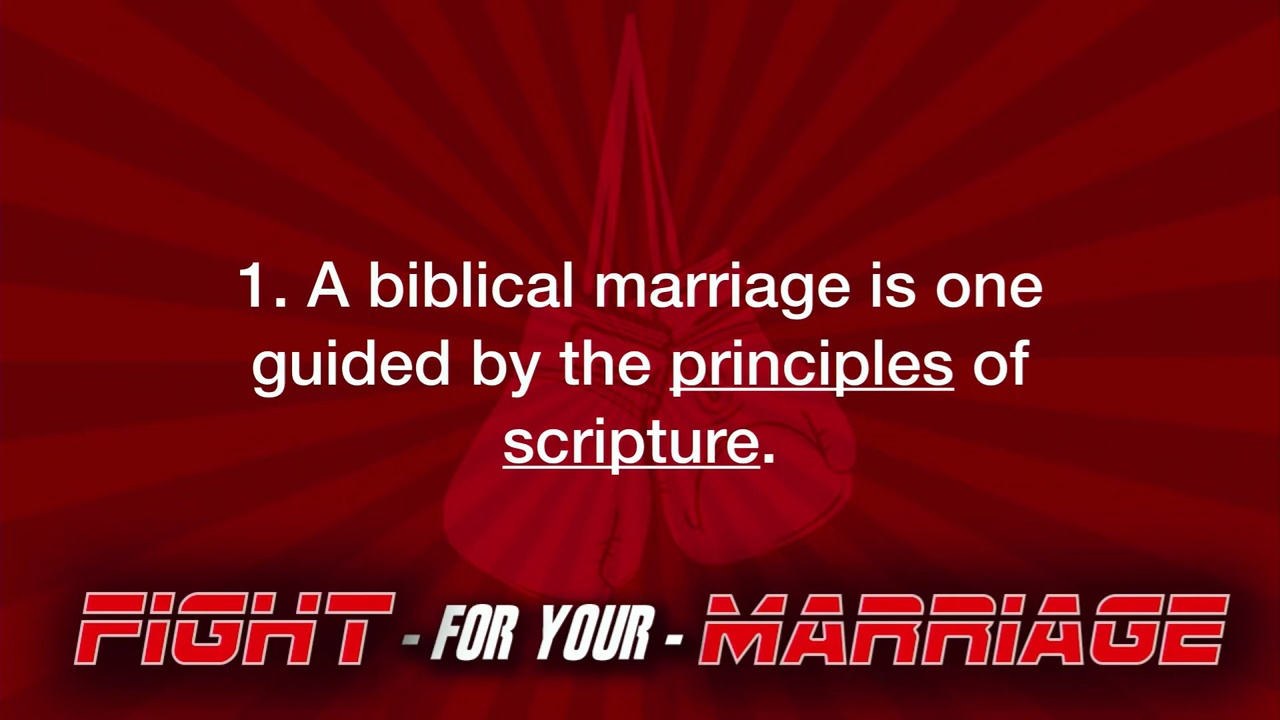 1. A biblical marriage is one
guided by the principles of
scripture.
FIGHT - FOR YOUR - MARRIAGE